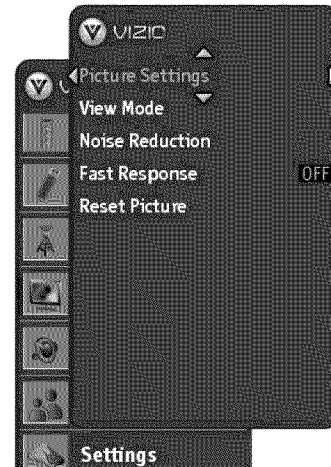 VIZIO
Picture Settings
View Mode
Noise Reduction
Fast Response OFF
Reset Picture
Settings